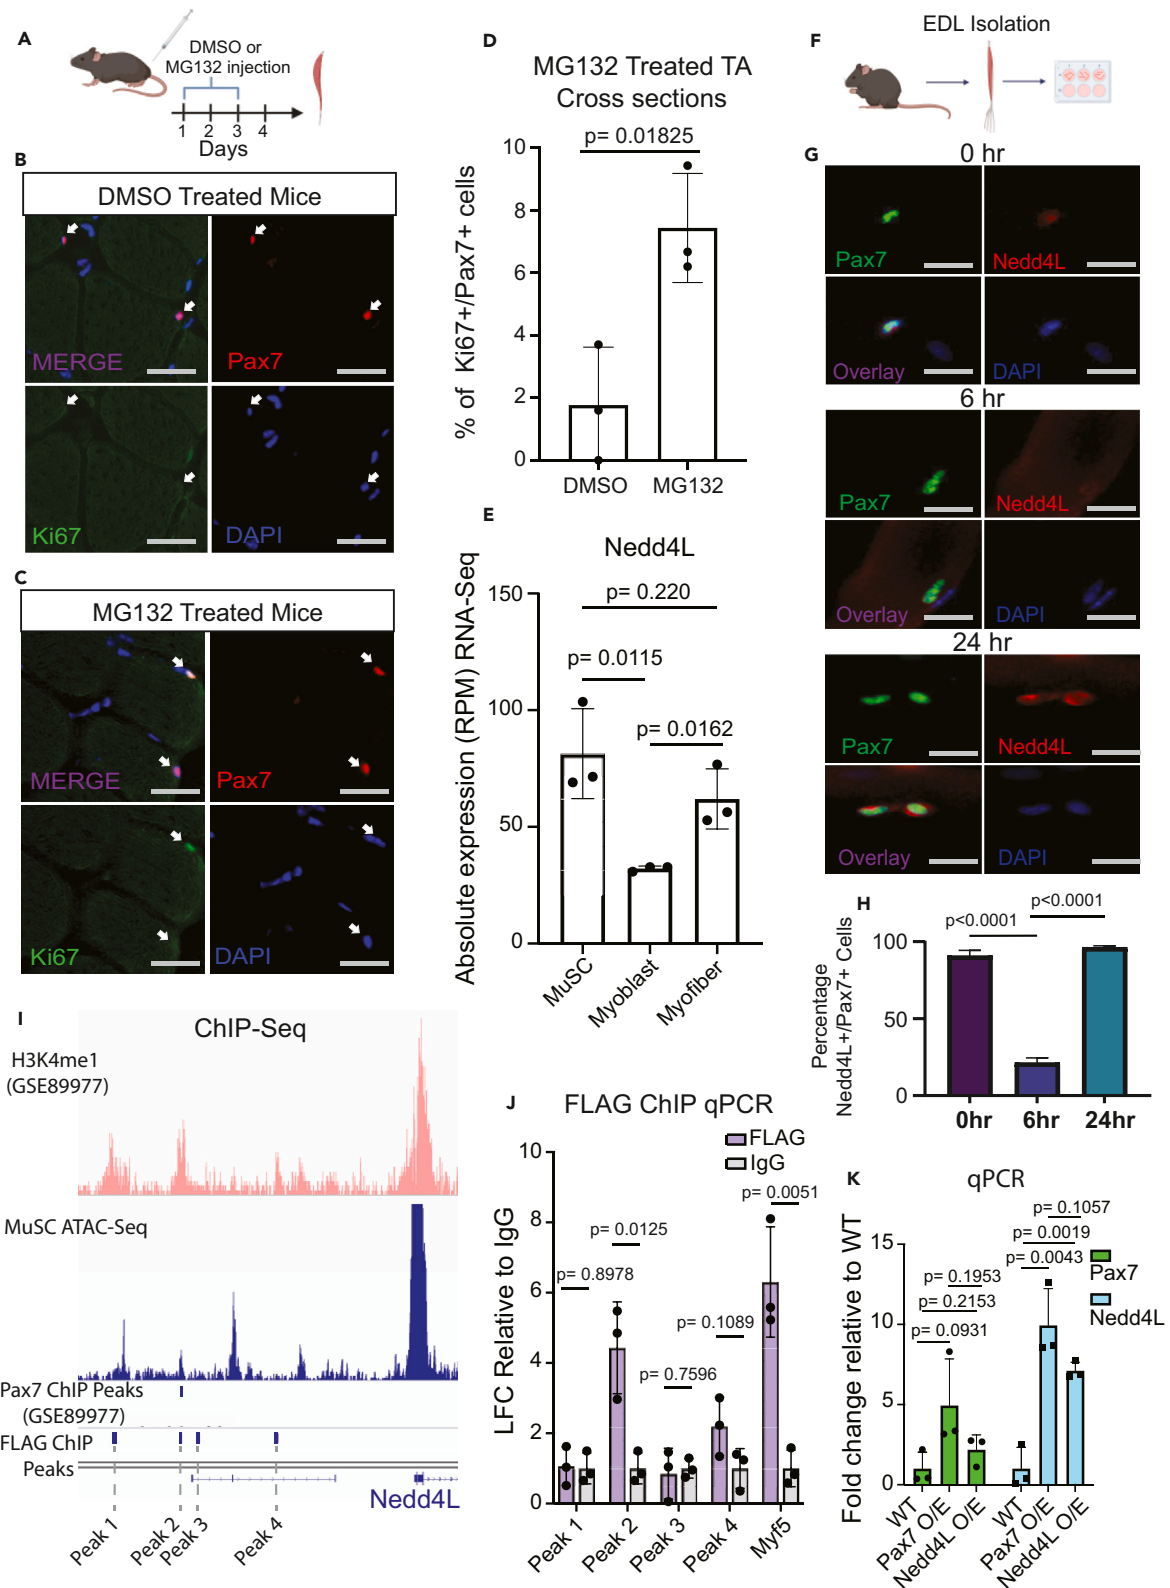 A
DMSO or
MG132 injection
1 2 3 4
Days
B
DMSO Treated Mice
MERGE
Pax7
Ki67
DAPI
C
MG132 Treated Mice
MERGE
Pax7
Ki67
DAPI
D
MG132 Treated TA
Cross sections
p= 0.01825
% of Ki67+/Pax7+ cells
10
8
6
4
2
0
DMSO MG132
E
Nedd4L
Absolute expression (RPM) RNA-Seq
150
100
50
0
p= 0.220
p= 0.0115
p= 0.0162
MuSC
Myoblast
Myofiber
F
EDL Isolation
G
0 hr
Pax7
Nedd4L
Overlay
DAPI
6 hr
Pax7
Nedd4L
Overlay
DAPI
24 hr
Pax7
Nedd4L
Overlay
DAPI
H
Percentage
Nedd4L+/Pax7+ Cells
p<0.0001
p<0.0001
100
50
0
0hr 6hr 24hr
I
ChIP-Seq
H3K4me1
(GSE89977)
MuSC ATAC-Seq
Pax7 ChIP Peaks
(GSE89977)
FLAG ChIP
Peaks
Nedd4L
Peak 1
Peak 2
Peak 3
Peak 4
J
FLAG ChIP qPCR
FLAG
IgG
LFC Relative to IgG
10
8
6
4
2
0
p= 0.8978
p= 0.0125
p= 0.7596
p= 0.1089
p= 0.0051
Peak 1
Peak 2
Peak 3
Peak 4
Myf5
K
qPCR
Fold change relative to WT
15
10
5
0
p= 0.1057
p= 0.0019
p= 0.0043
p= 0.1953
p= 0.2153
p= 0.0931
Pax7
Nedd4L
WT
Pax7 O/E
Nedd4L O/E
WT
Pax7 O/E
Nedd4L O/E